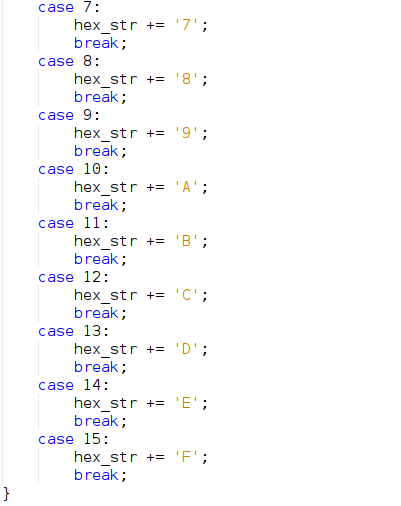 case 7:
hex_str += '7';
break;
case 8:
hex_str += '8';
break;
case 9:
hex_str += '9';
break;
case 10:
hex_str += 'A';
break;
case 11:
hex_str += 'B';
break;
case 12:
hex_str += 'C';
break;
case 13:
hex_str += 'D';
break;
case 14:
hex_str += 'E';
break;
case 15:
hex_str += 'F';
break;
}